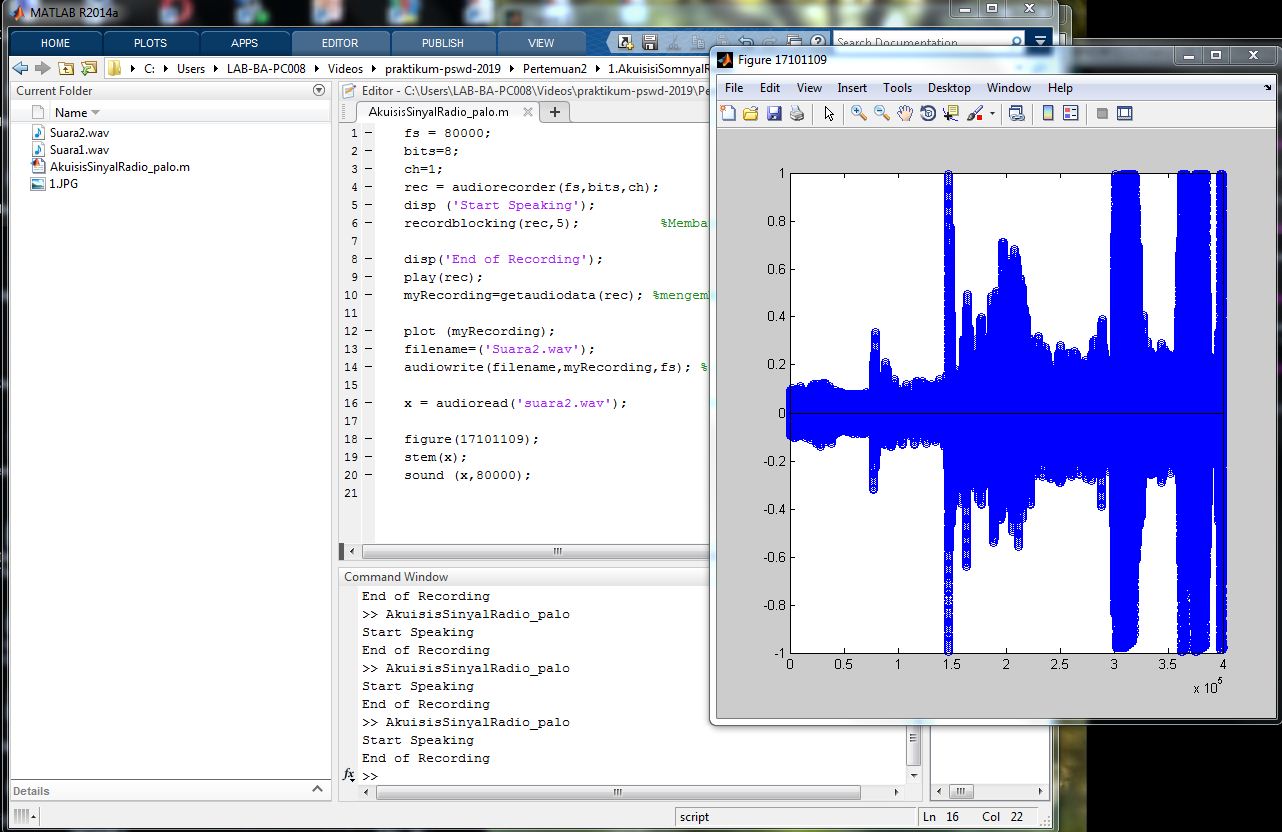 MATLAB R2014a
HOME PLOTS APPS EDITOR PUBLISH VIEW
Search Documentation
C: Users LAB-BA-PC008 Videos praktikum-pswd-2019 Pertemuan2
Current Folder
Name
Suara2.wav
Suara1.wav
AkuisisSinyalRadio_palo.m
1.JPG
Details
Editor - C:\Users\LAB-BA-PC008\Videos\praktikum-pswd-2019\Pe
AkuisisSinyalRadio_palo.m
1 fs = 80000;
2 bits=8;
3 ch=1;
4 rec = audiorecorder(fs,bits,ch);
5 disp ('Start Speaking');
6 recordblocking(rec,5); %Memba
7
8 disp('End of Recording');
9 play(rec);
10 myRecording=getaudiodata(rec); %mengem
11
12 plot (myRecording);
13 filename=('Suara2.wav');
14 audiowrite(filename,myRecording,fs); %
15
16 x = audioread('suara2.wav');
17
18 figure(17101109);
19 stem(x);
20 sound (x,80000);
21
Command Window
End of Recording
>> AkuisisSinyalRadio_palo
Start Speaking
End of Recording
>> AkuisisSinyalRadio_palo
Start Speaking
End of Recording
>> AkuisisSinyalRadio_palo
Start Speaking
End of Recording
fx >>
script
Ln 16 Col 22
Figure 17101109
File Edit View Insert Tools Desktop Window Help
1
0.8
0.6
0.4
0.2
0
-0.2
-0.4
-0.6
-0.8
-1
0 0.5 1 1.5 2 2.5 3 3.5 4
x 10^5